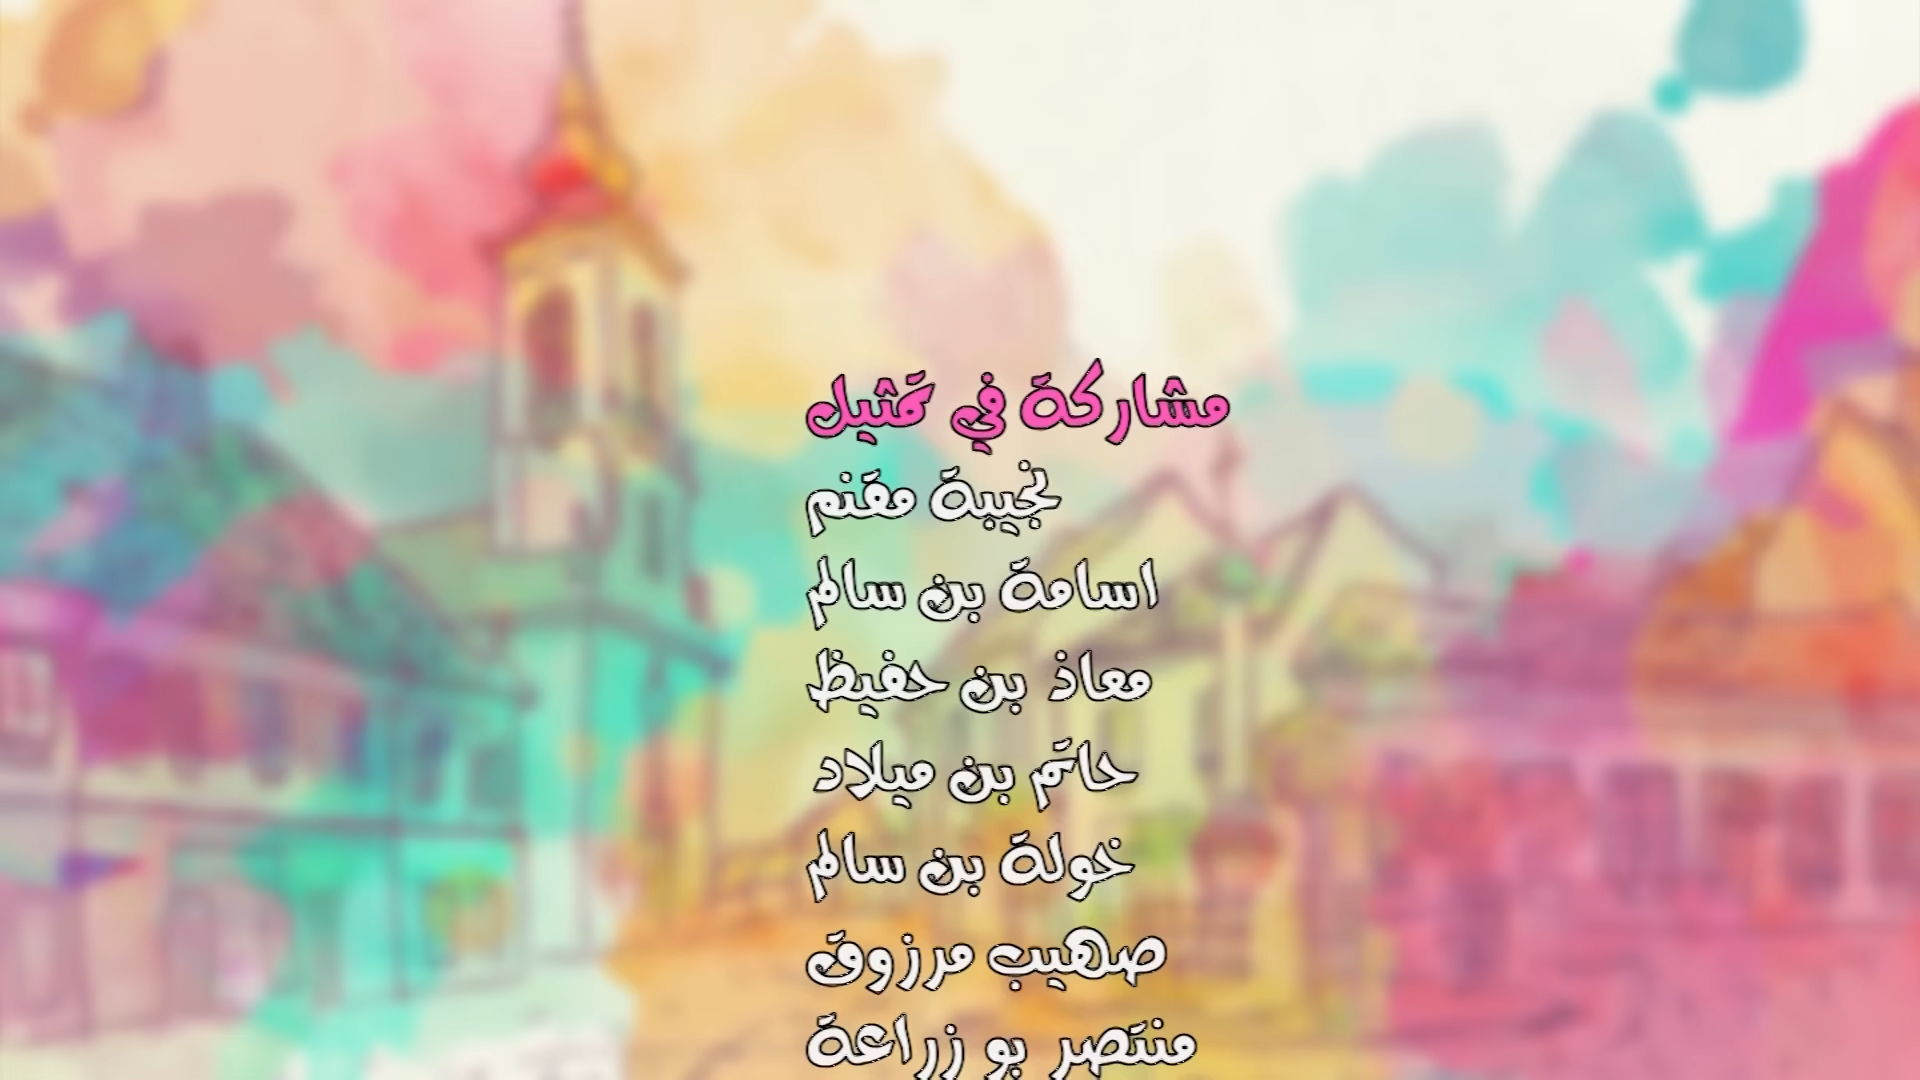 مشاركة في تمثيل
نجيبة مقنم
اسامة بن سالم
معاذ بن حفيظ
حاتم بن ميلاد
خولة بن سالم
صهيب مرزوق
منتصر بو زراعة